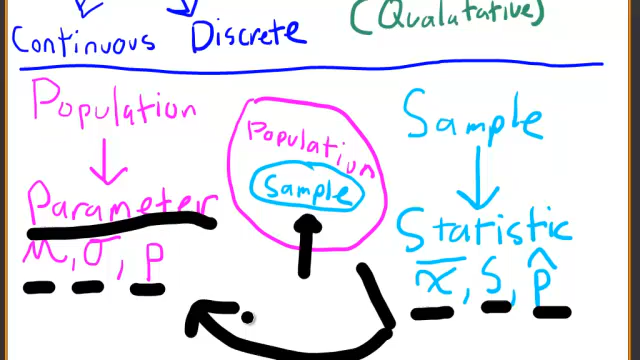 (Qualatative)
Continuous Discrete
Population
Parameter
μ, σ, p
Population
Sample
Sample
Statistic
x̅, S, p̂